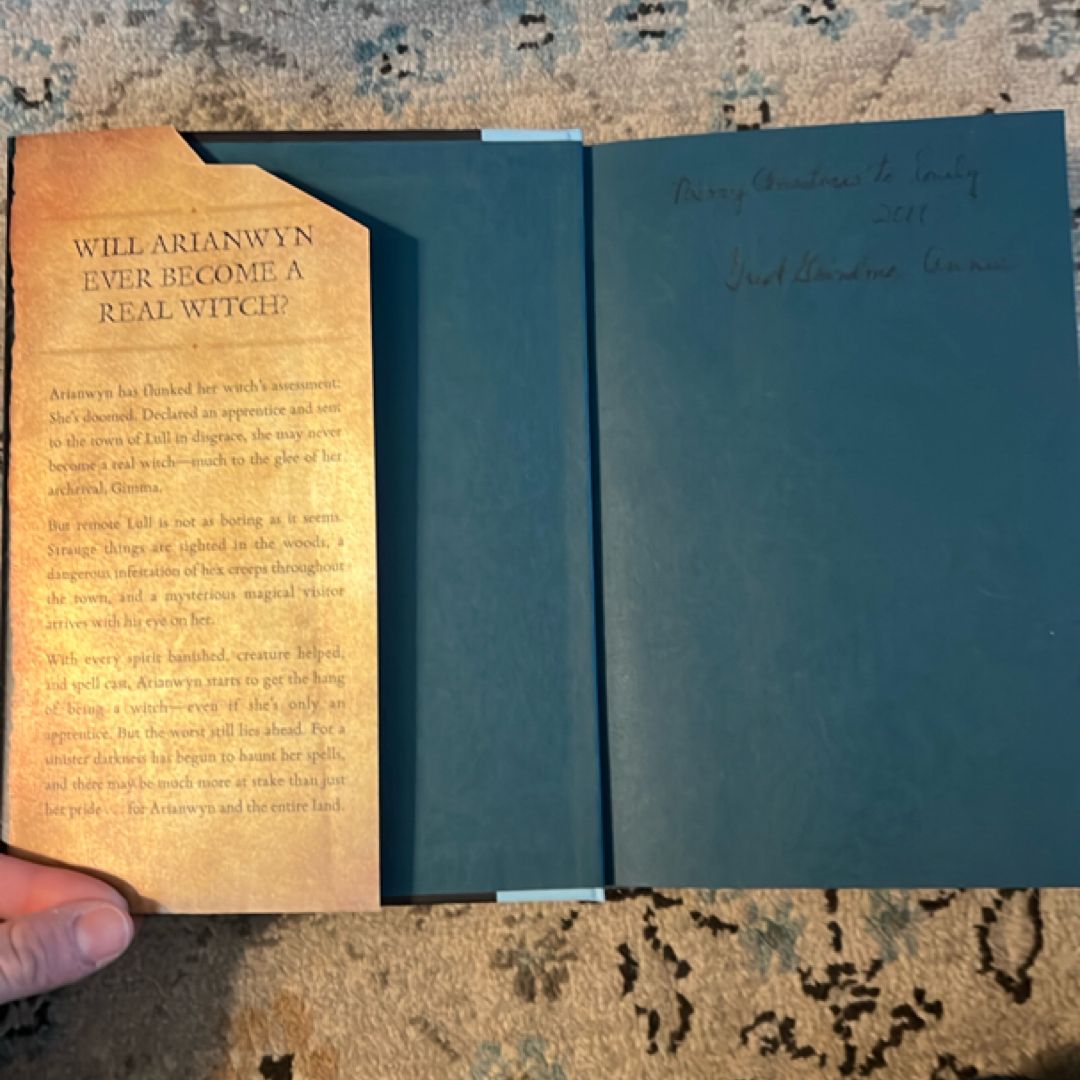 WILL ARIANWYN
EVER BECOME A
REAL WITCH?
Arianwyn has flunked her witch's assessment:
She's doomed. Declared an apprentice and sent
to the town of Lull in disgrace, she may never
become a real witch—much to the glee of her
archrival, Gimma.
But remote Lull is not as boring as it seems.
Strange things are sighted in the woods, a
dangerous infestation of hex creeps throughout
the town, and a mysterious magical visitor
arrives with his eye on her.
With every spirit banished, creature helped,
and spell cast, Arianwyn starts to get the hang
of being a witch—even if she's only an
apprentice. But the worst still lies ahead. For a
sinister darkness has begun to haunt her spells,
and there may be much more at stake than just
her pride . . . for Arianwyn and the entire land.
Merry Christmas to Emily
2011
Great Grandma Annie